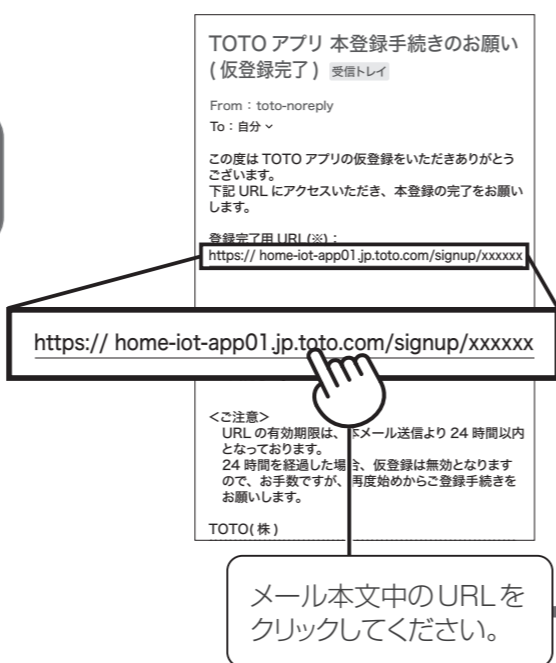 TOTO アプリ 本登録手続きのお願い
(仮登録完了) 受信トレイ
From：toto-noreply
To：自分
この度は TOTO アプリの仮登録をいただきありがとう
ございます。
下記 URL にアクセスいただき、本登録の完了をお願い
します。
登録完了用 URL(※)：
https:// home-iot-app01.jp.toto.com/signup/xxxxxx
https:// home-iot-app01.jp.toto.com/signup/xxxxxx
<ご注意>
URL の有効期限は、本メール送信より 24 時間以内
となっております。
24 時間を経過した場合、仮登録は無効となります
ので、お手数ですが、再度始めからご登録手続きを
お願いします。
TOTO( 株 )
メール本文中のURLを
クリックしてください。